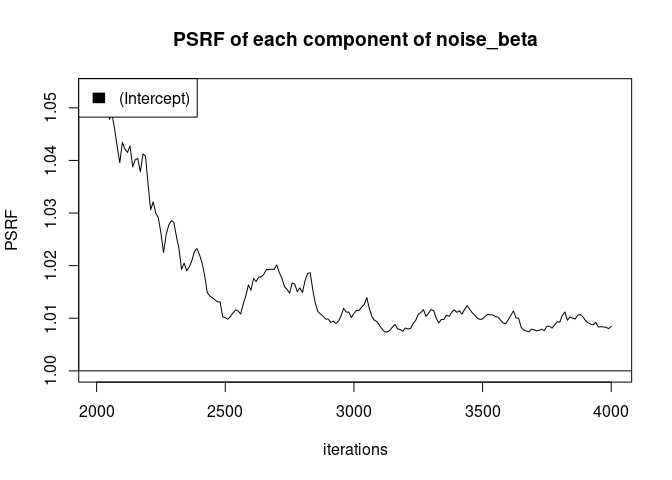 PSRF of each component of noise_beta
(Intercept)
PSRF
1.05
1.04
1.03
1.02
1.01
1.00
2000 2500 3000 3500 4000
iterations